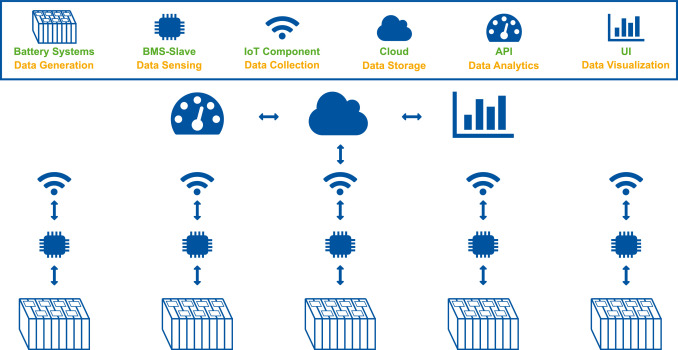 Battery Systems BMS-Slave IoT Component Cloud API UI
Data Generation Data Sensing Data Collection Data Storage Data Analytics Data Visualization